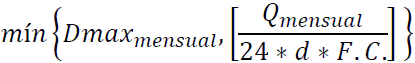 mín {Dmax_mensual, [Q_mensual / (24 * d * F. C.)]}